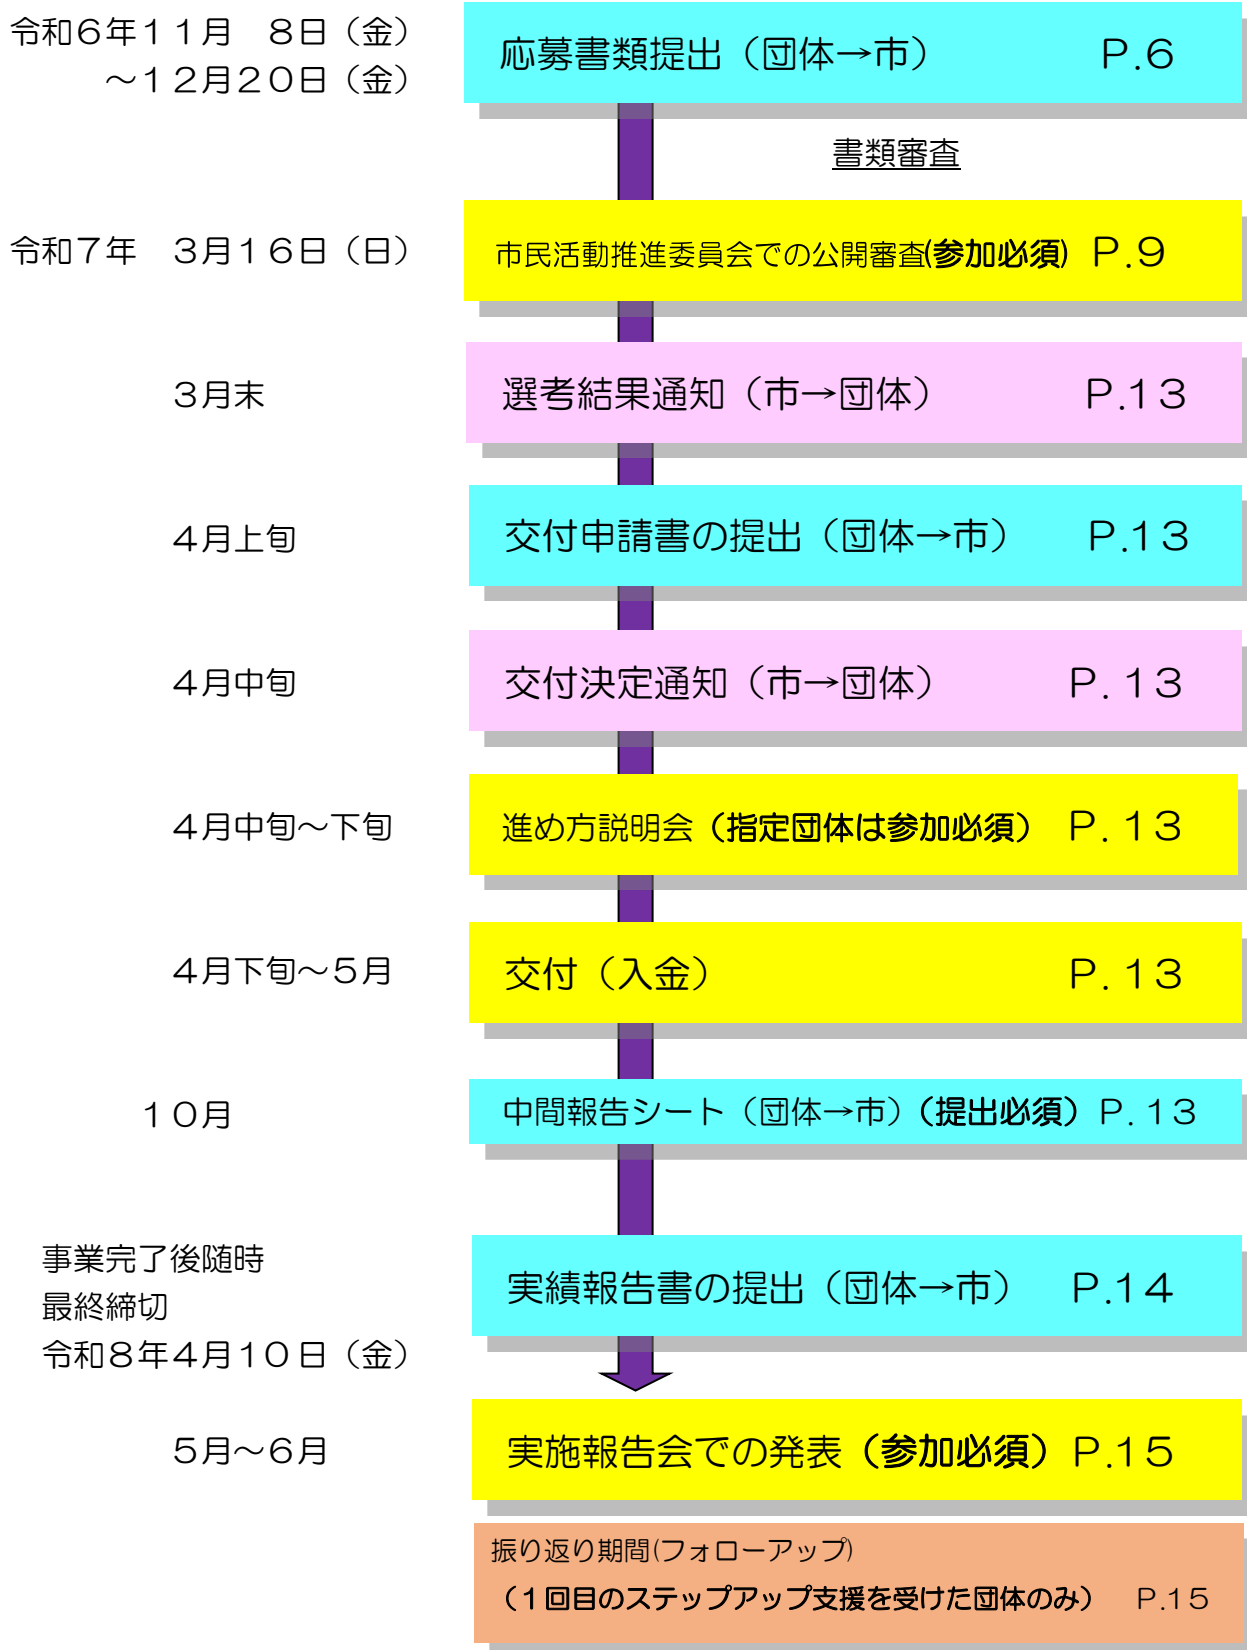 令和６年１１月　８日（金）
～１２月２０日（金）
応募書類提出（団体→市）　P.6
書類審査
令和７年　３月１６日（日）
市民活動推進委員会での公開審査(参加必須)　P.9
３月末
選考結果通知（市→団体）　P.13
４月上旬
交付申請書の提出（団体→市）　P.13
４月中旬
交付決定通知（市→団体）　P.13
４月中旬～下旬
進め方説明会（指定団体は参加必須）　P.13
４月下旬～５月
交付（入金）　P.13
１０月
中間報告シート（団体→市）（提出必須）P.13
事業完了後随時
最終締切
令和８年４月１０日（金）
実績報告書の提出（団体→市）　P.14
５月～６月
実施報告会での発表（参加必須）P.15
振り返り期間(フォローアップ)
（１回目のステップアップ支援を受けた団体のみ）　P.15